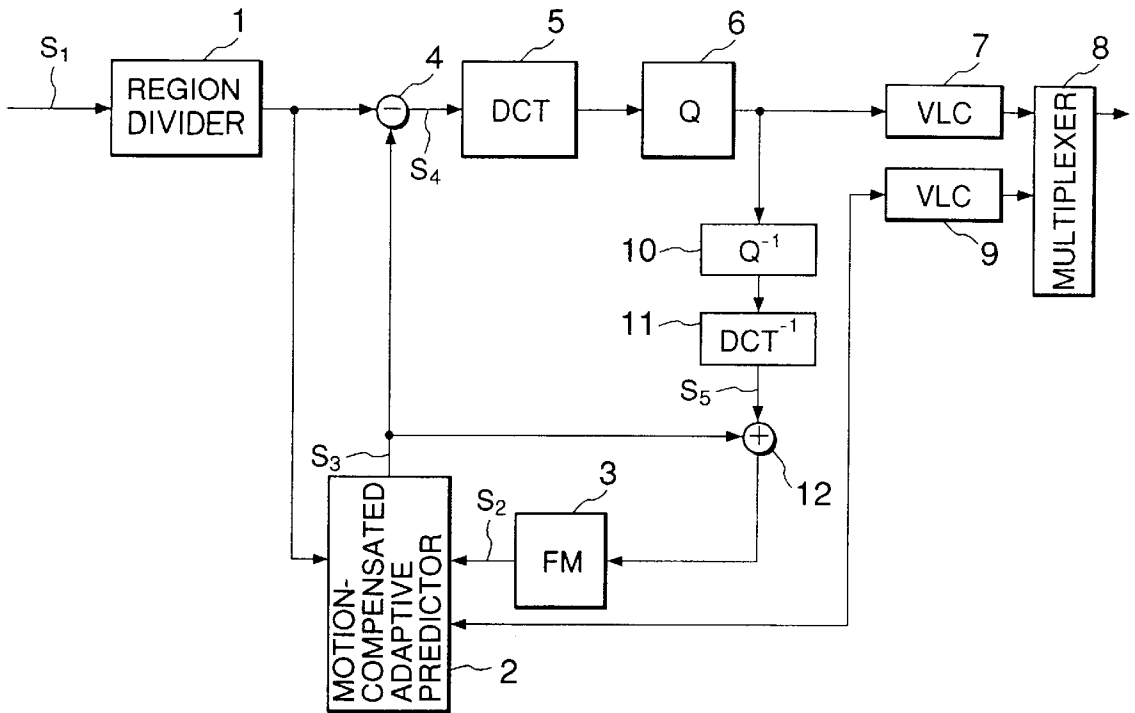 1
5
6
7
8
S₁
4
REGION
DIVIDER
−
DCT
Q
VLC
S₄
VLC
9
MULTIPLEXER
10
Q⁻¹
11
DCT⁻¹
S₅
+
12
S₃
3
S₂
FM
MOTION-
COMPENSATED
ADAPTIVE
PREDICTOR
2